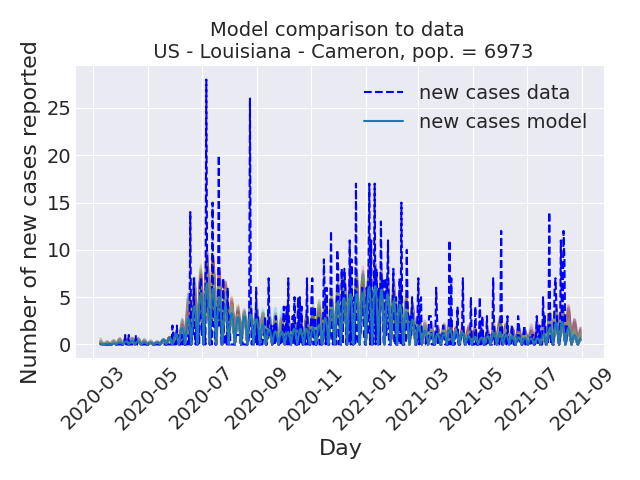 Model comparison to data
US - Louisiana - Cameron, pop. = 6973
Number of new cases reported
25
20
15
10
5
0
new cases data
new cases model
2020-03
2020-05
2020-07
2020-09
2020-11
2021-01
2021-03
2021-05
2021-07
2021-09
Day